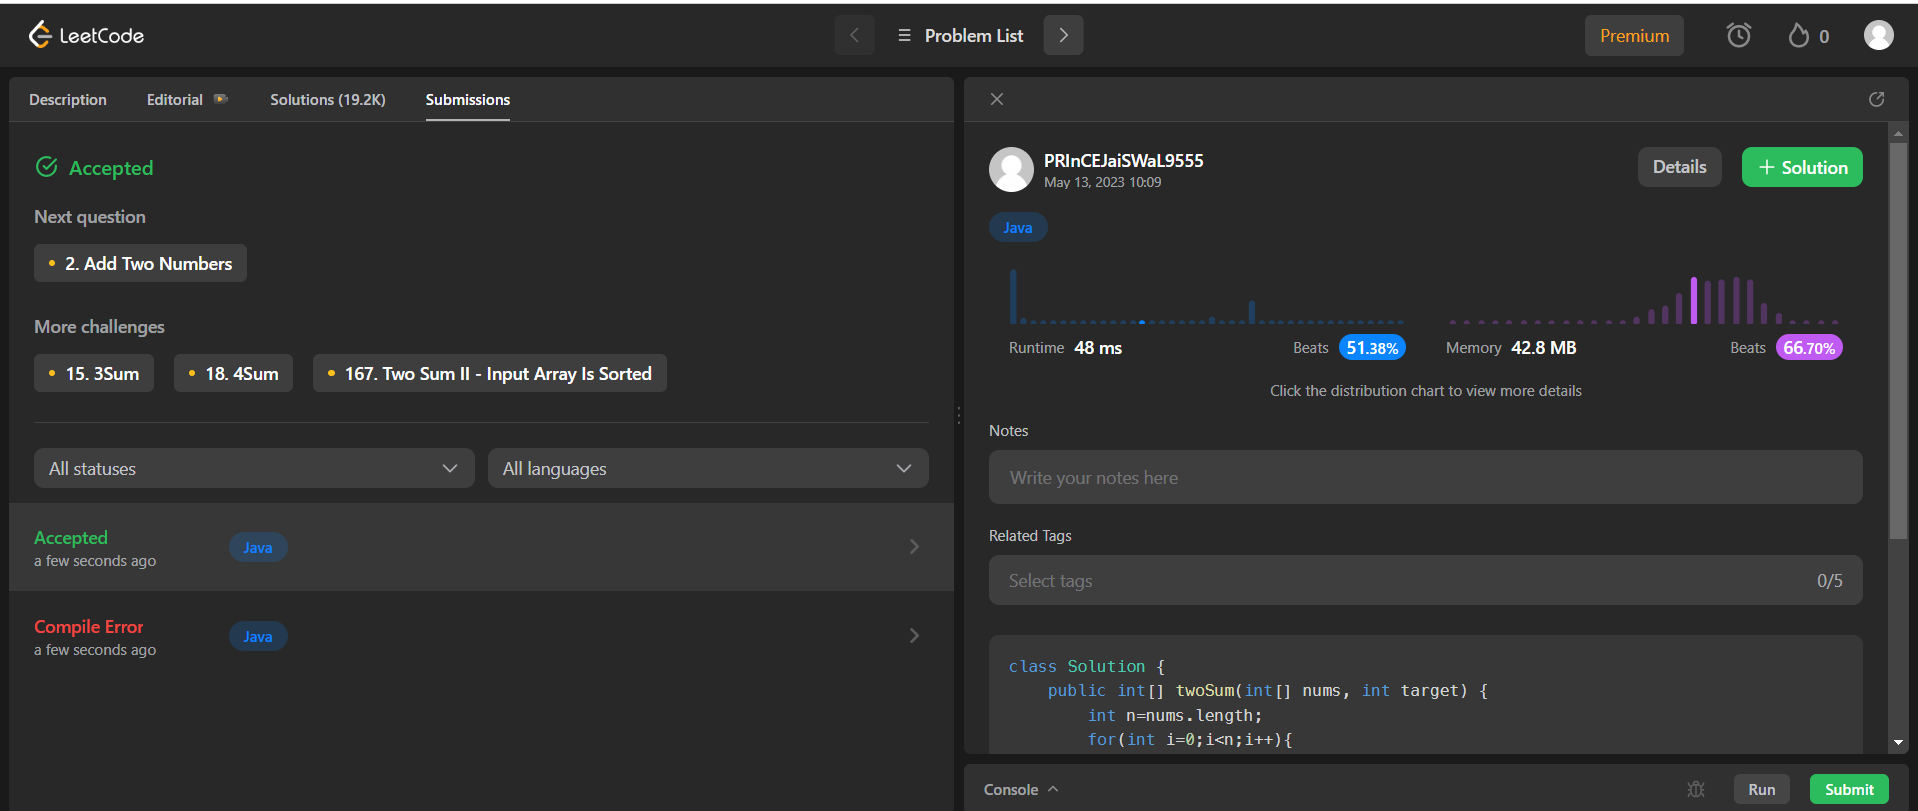 LeetCode
Problem List
Premium
0
Description Editorial Solutions (19.2K) Submissions
Accepted
Next question
2. Add Two Numbers
More challenges
15. 3Sum 18. 4Sum 167. Two Sum II - Input Array Is Sorted
All statuses All languages
Accepted
a few seconds ago
Java
Compile Error
a few seconds ago
Java
PRInCEJaiSWaL9555
May 13, 2023 10:09
Details + Solution
Java
Runtime 48 ms Beats 51.38% Memory 42.8 MB Beats 66.70%
Click the distribution chart to view more details
Notes
Write your notes here
Related Tags
Select tags 0/5
class Solution {
public int[] twoSum(int[] nums, int target) {
int n=nums.length;
for(int i=0;i<n;i++){
Console Run Submit